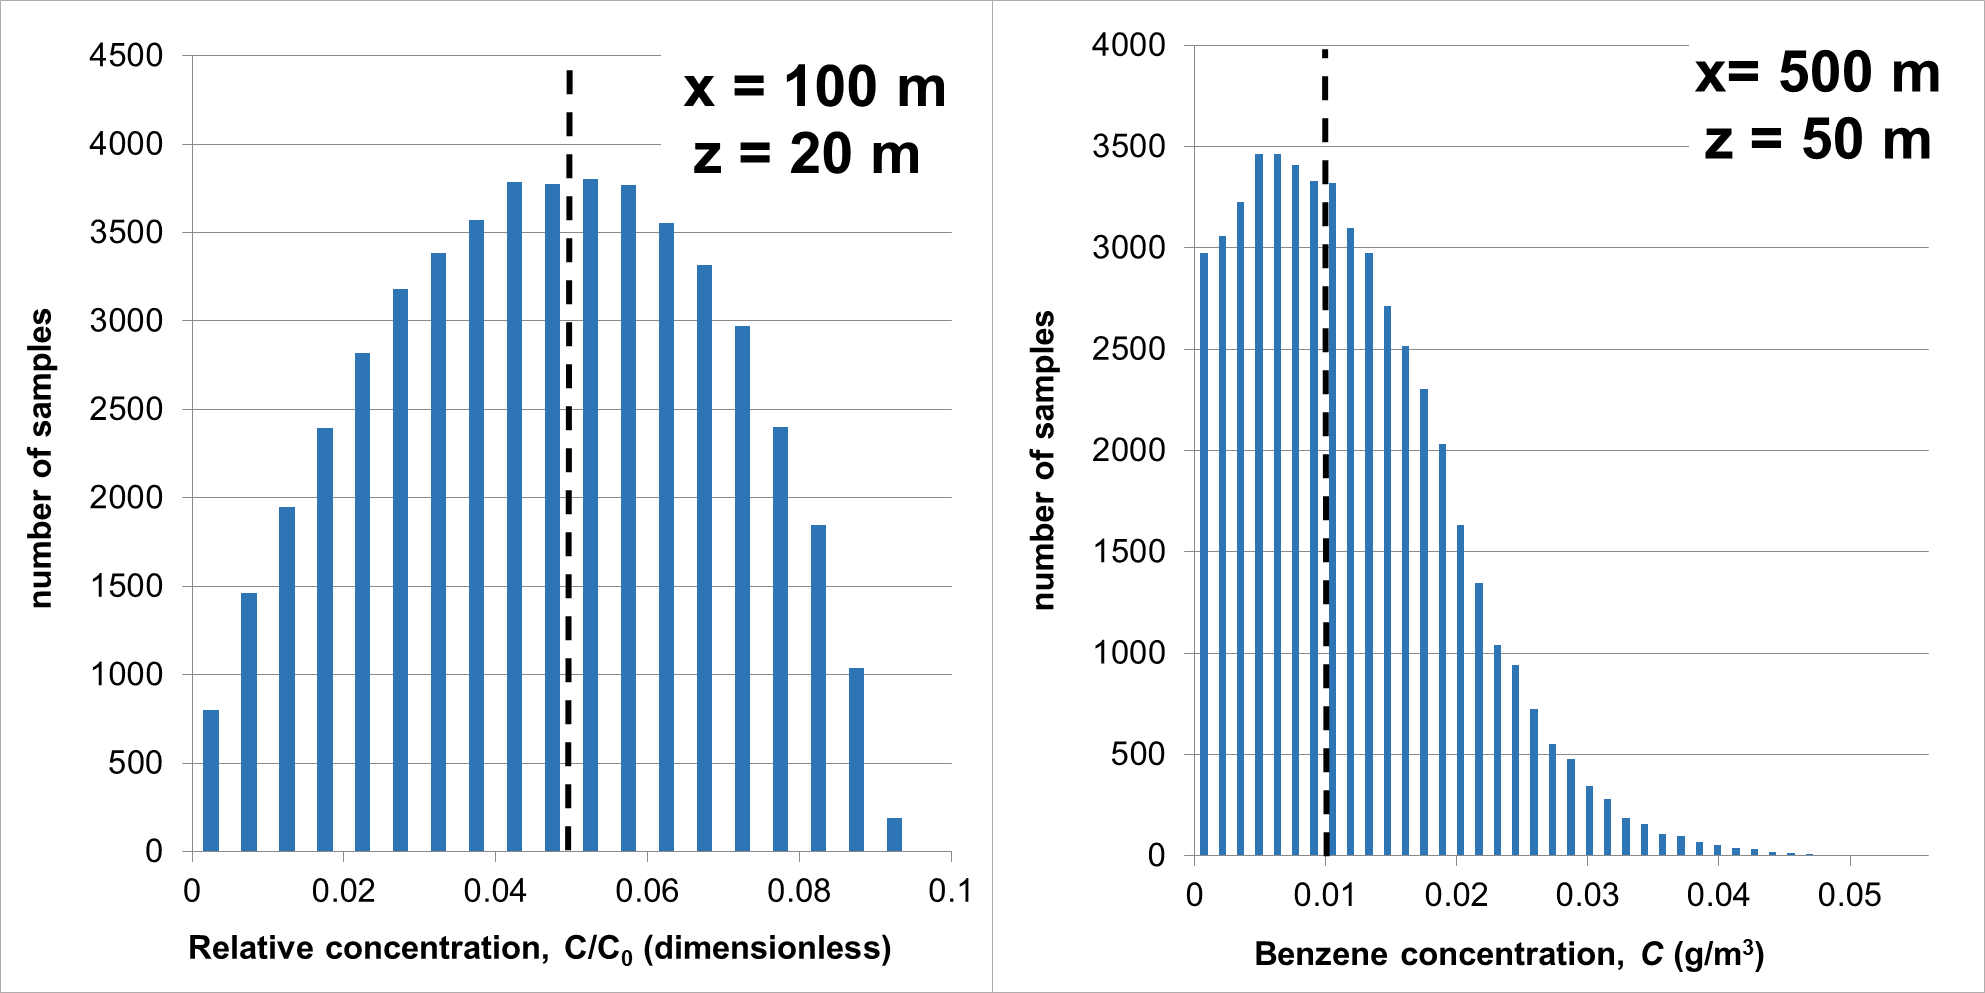 4500
4000
3500
3000
2500
2000
1500
1000
500
0
number of samples
x = 100 m
z = 20 m
0 0.02 0.04 0.06 0.08 0.1
Relative concentration, C/C₀ (dimensionless)
4000
3500
3000
2500
2000
1500
1000
500
0
number of samples
x= 500 m
z = 50 m
0 0.01 0.02 0.03 0.04 0.05
Benzene concentration, C (g/m³)